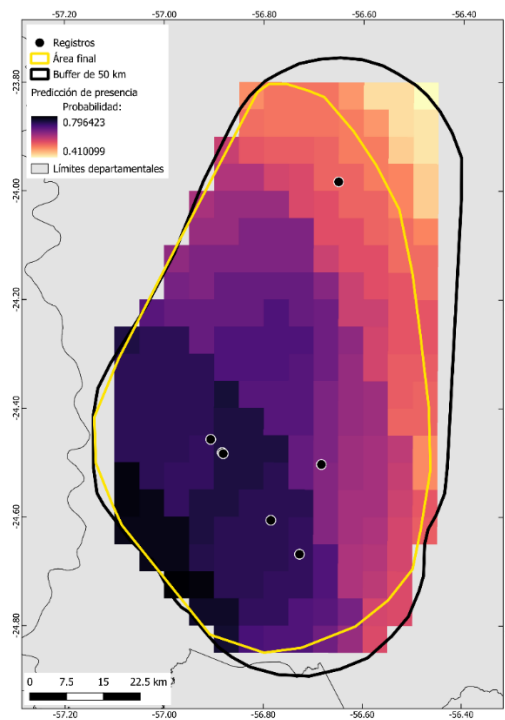 -57.20 -57.00 -56.80 -56.60 -56.40
Registros
Área final
Buffer de 50 km
Predicción de presencia
Probabilidad:
0.796423
0.410099
Límites departamentales
-23.80
-24.00
-24.20
-24.40
-24.60
-24.80
0 7.5 15 22.5 km
-57.20 -57.00 -56.80 -56.60 -56.40